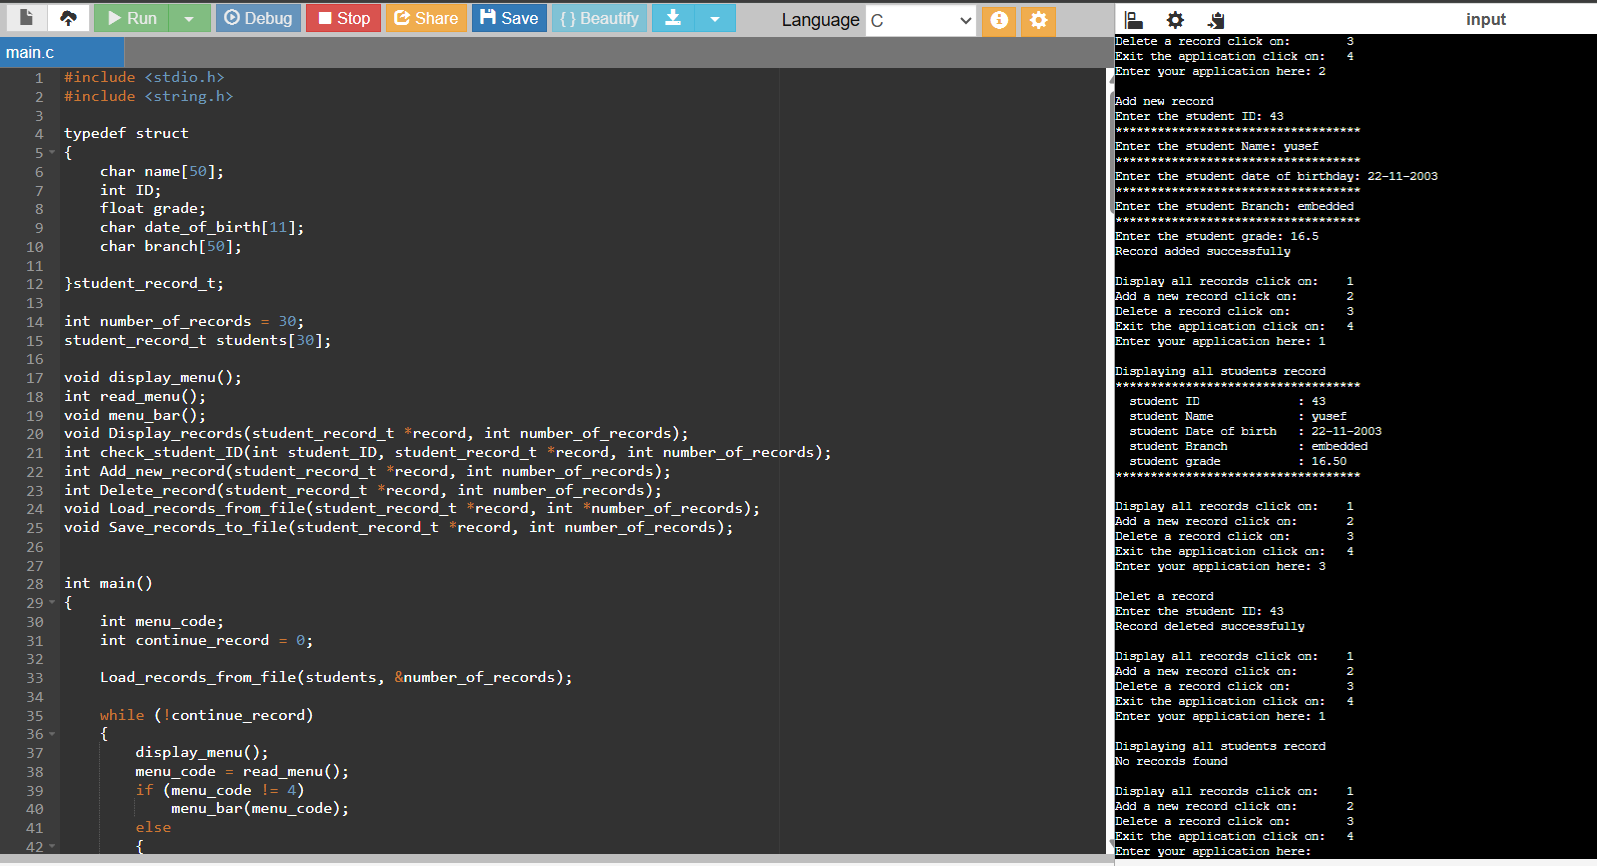 Run
Debug
Stop
Share
Save
{ } Beautify
Language
C
input
main.c
1 #include <stdio.h>
2 #include <string.h>
3
4 typedef struct
5 {
6 char name[50];
7 int ID;
8 float grade;
9 char date_of_birth[11];
10 char branch[50];
11
12 }student_record_t;
13
14 int number_of_records = 30;
15 student_record_t students[30];
16
17 void display_menu();
18 int read_menu();
19 void menu_bar();
20 void Display_records(student_record_t *record, int number_of_records);
21 int check_student_ID(int student_ID, student_record_t *record, int number_of_records);
22 int Add_new_record(student_record_t *record, int number_of_records);
23 int Delete_record(student_record_t *record, int number_of_records);
24 void Load_records_from_file(student_record_t *record, int *number_of_records);
25 void Save_records_to_file(student_record_t *record, int number_of_records);
26
27
28 int main()
29 {
30 int menu_code;
31 int continue_record = 0;
32
33 Load_records_from_file(students, &number_of_records);
34
35 while (!continue_record)
36 {
37 display_menu();
38 menu_code = read_menu();
39 if (menu_code != 4)
40 menu_bar(menu_code);
41 else
42 {
Delete a record click on: 3
Exit the application click on: 4
Enter your application here: 2
Add new record
Enter the student ID: 43
***********************************
Enter the student Name: yusef
***********************************
Enter the student date of birthday: 22-11-2003
***********************************
Enter the student Branch: embedded
***********************************
Enter the student grade: 16.5
Record added successfully
Display all records click on: 1
Add a new record click on: 2
Delete a record click on: 3
Exit the application click on: 4
Enter your application here: 1
Displaying all students record
***********************************
student ID : 43
student Name : yusef
student Date of birth : 22-11-2003
student Branch : embedded
student grade : 16.50
***********************************
Display all records click on: 1
Add a new record click on: 2
Delete a record click on: 3
Exit the application click on: 4
Enter your application here: 3
Delet a record
Enter the student ID: 43
Record deleted successfully
Display all records click on: 1
Add a new record click on: 2
Delete a record click on: 3
Exit the application click on: 4
Enter your application here: 1
Displaying all students record
No records found
Display all records click on: 1
Add a new record click on: 2
Delete a record click on: 3
Exit the application click on: 4
Enter your application here: